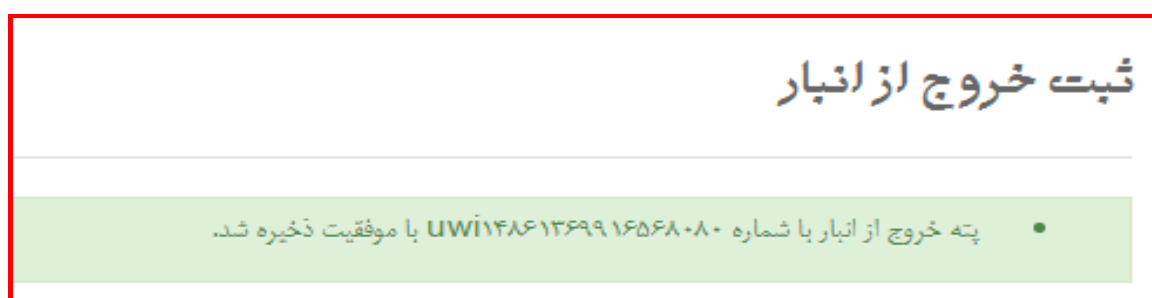 ثبت خروج از انبار
• پته خروج از انبار با شماره uwi۱۴۸۶۱۳۶۹۹۱۶۵۶۸۰۸۰ با موفقیت ذخیره شد.